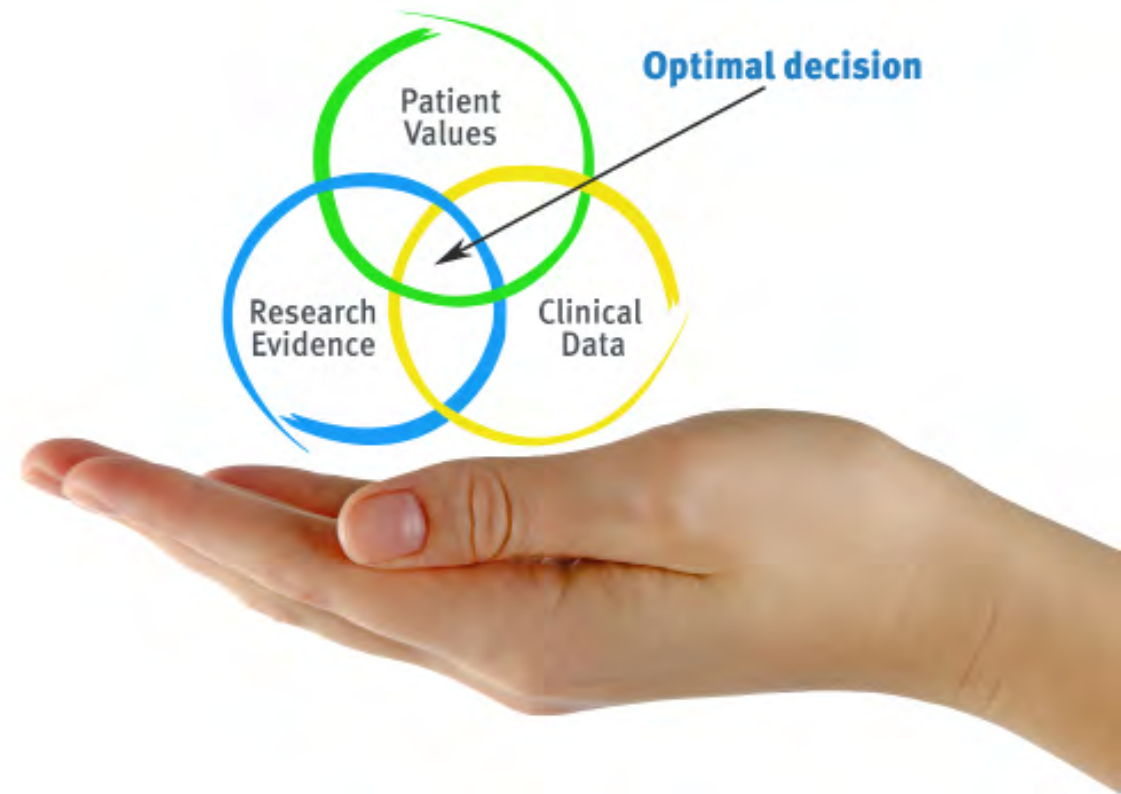 Optimal decision
Patient
Values
Research
Evidence
Clinical
Data